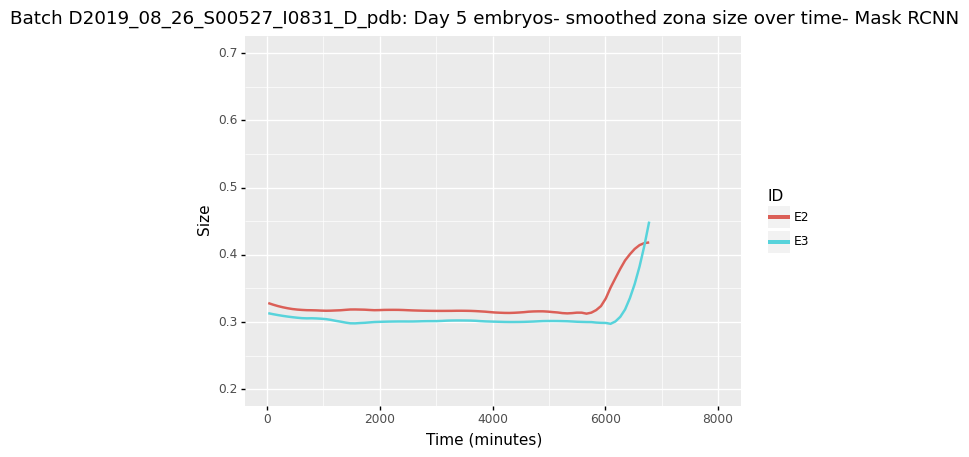 Batch D2019_08_26_S00527_I0831_D_pdb: Day 5 embryos- smoothed zona size over time- Mask RCNN
0.7
0.6
0.5
0.4
0.3
0.2
Size
0 2000 4000 6000 8000
Time (minutes)
ID
E2
E3